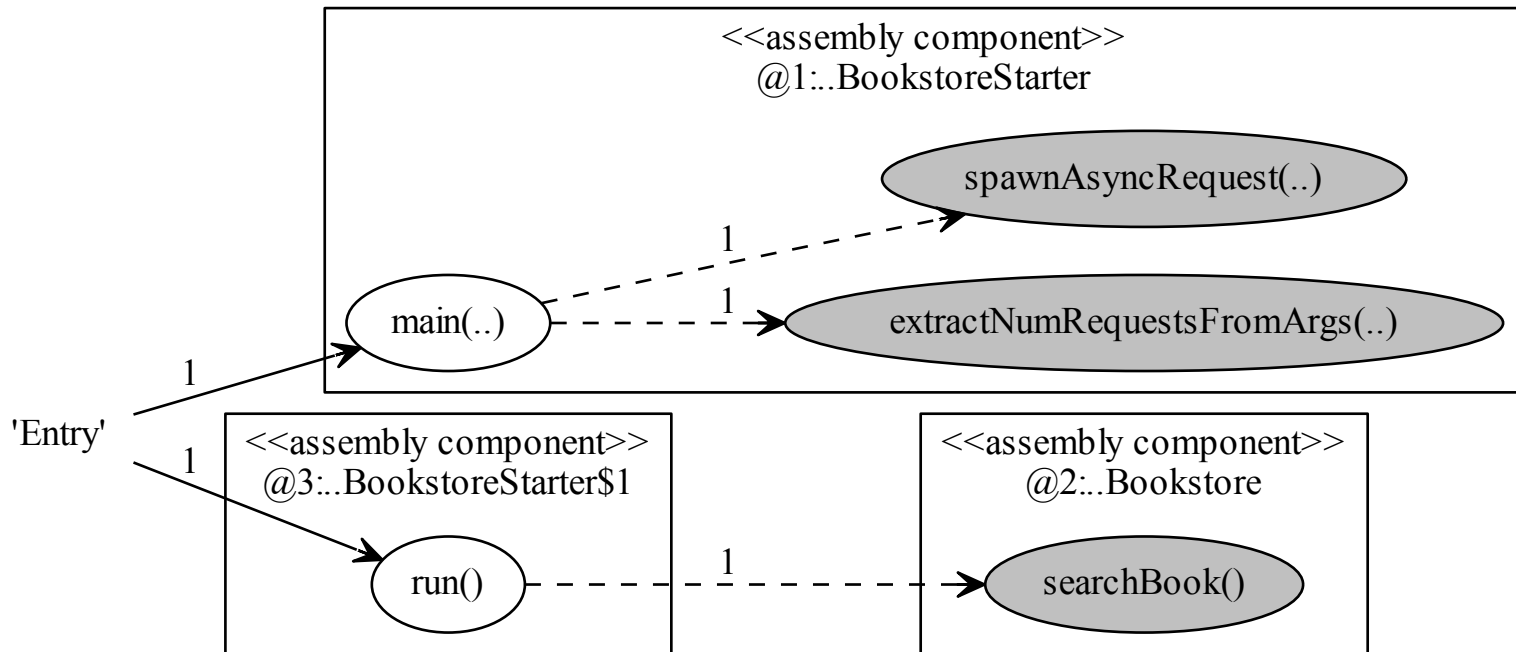 <<assembly component>>
@1:..BookstoreStarter
spawnAsyncRequest(..)
1
main(..)
1
extractNumRequestsFromArgs(..)
1
'Entry'
1
<<assembly component>>
@3:..BookstoreStarter$1
<<assembly component>>
@2:..Bookstore
run()
1
searchBook()